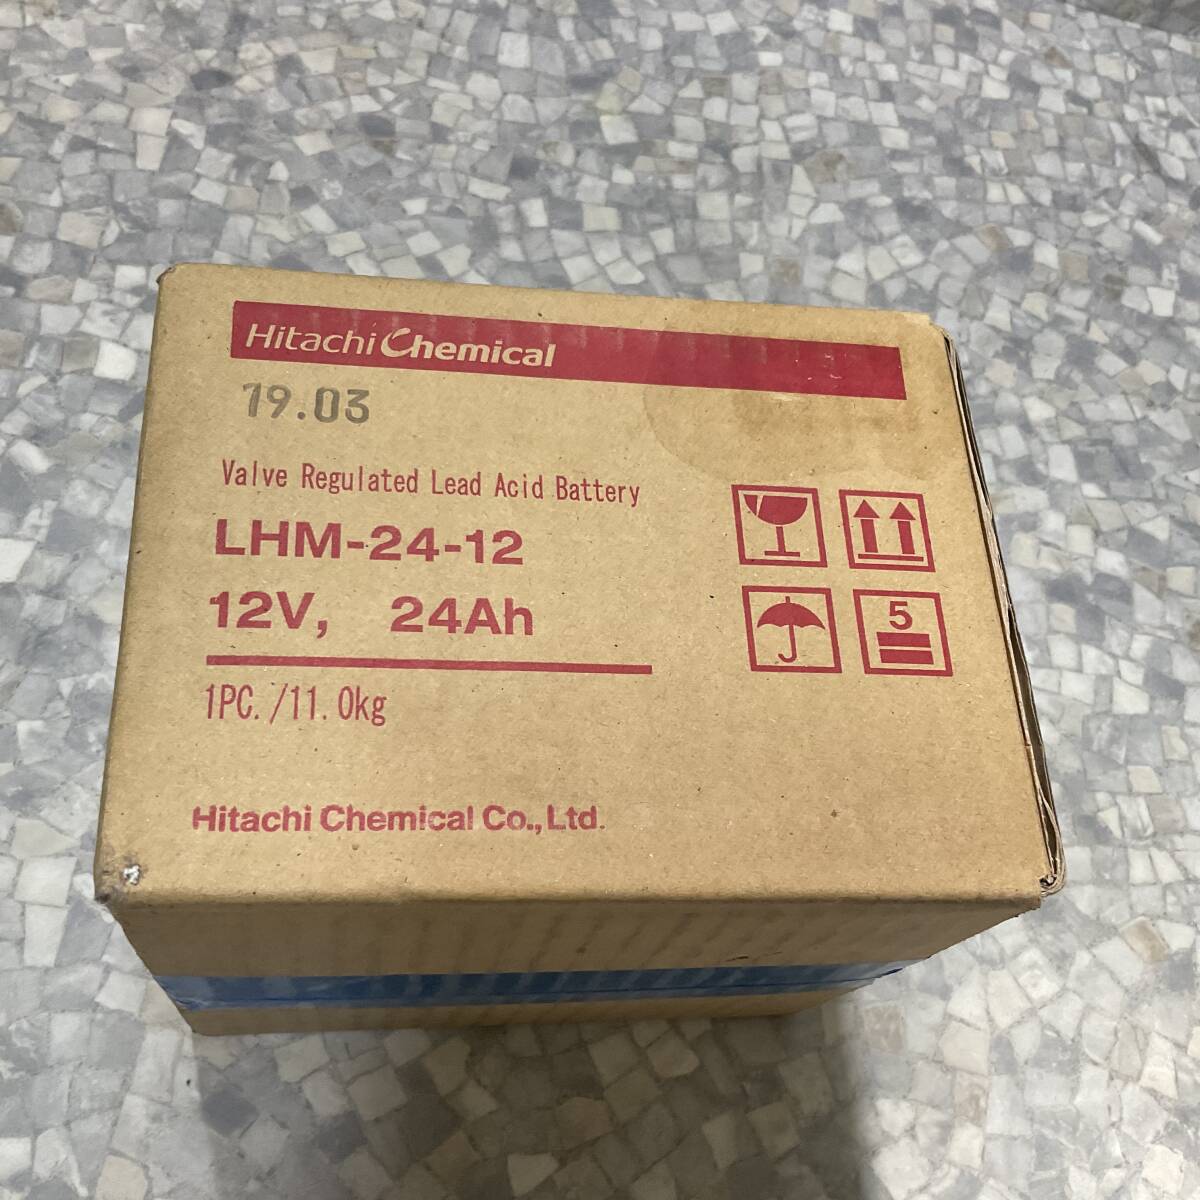 Hitachi Chemical
19.03
Valve Regulated Lead Acid Battery
LHM-24-12
12V, 24Ah
1PC./11.0kg
5
Hitachi Chemical Co., Ltd.